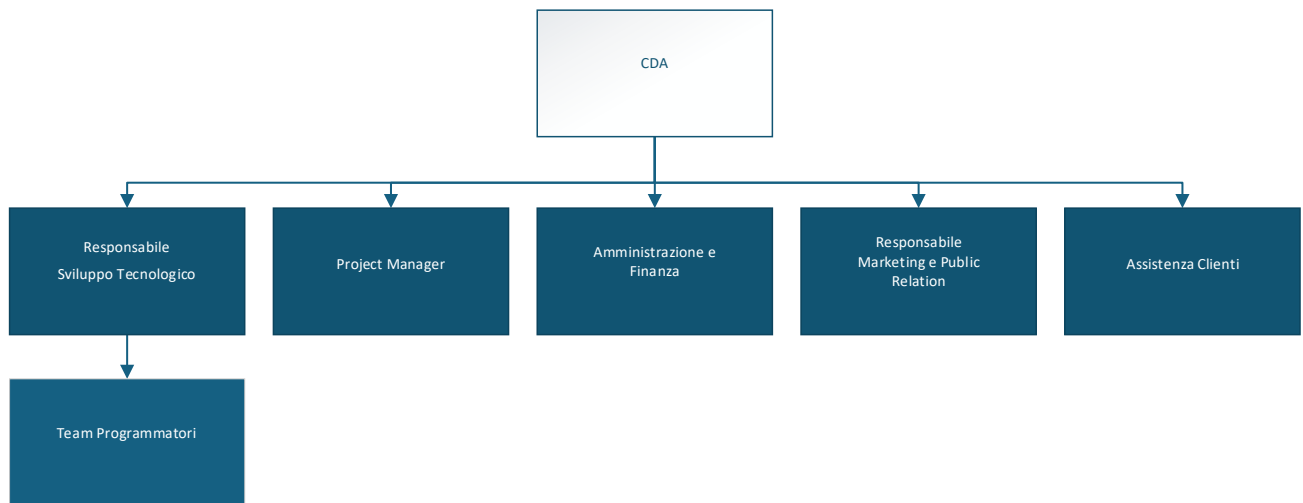 CDA
Responsabile
Sviluppo Tecnologico
Project Manager
Amministrazione e
Finanza
Responsabile
Marketing e Public
Relation
Assistenza Clienti
Team Programmatori